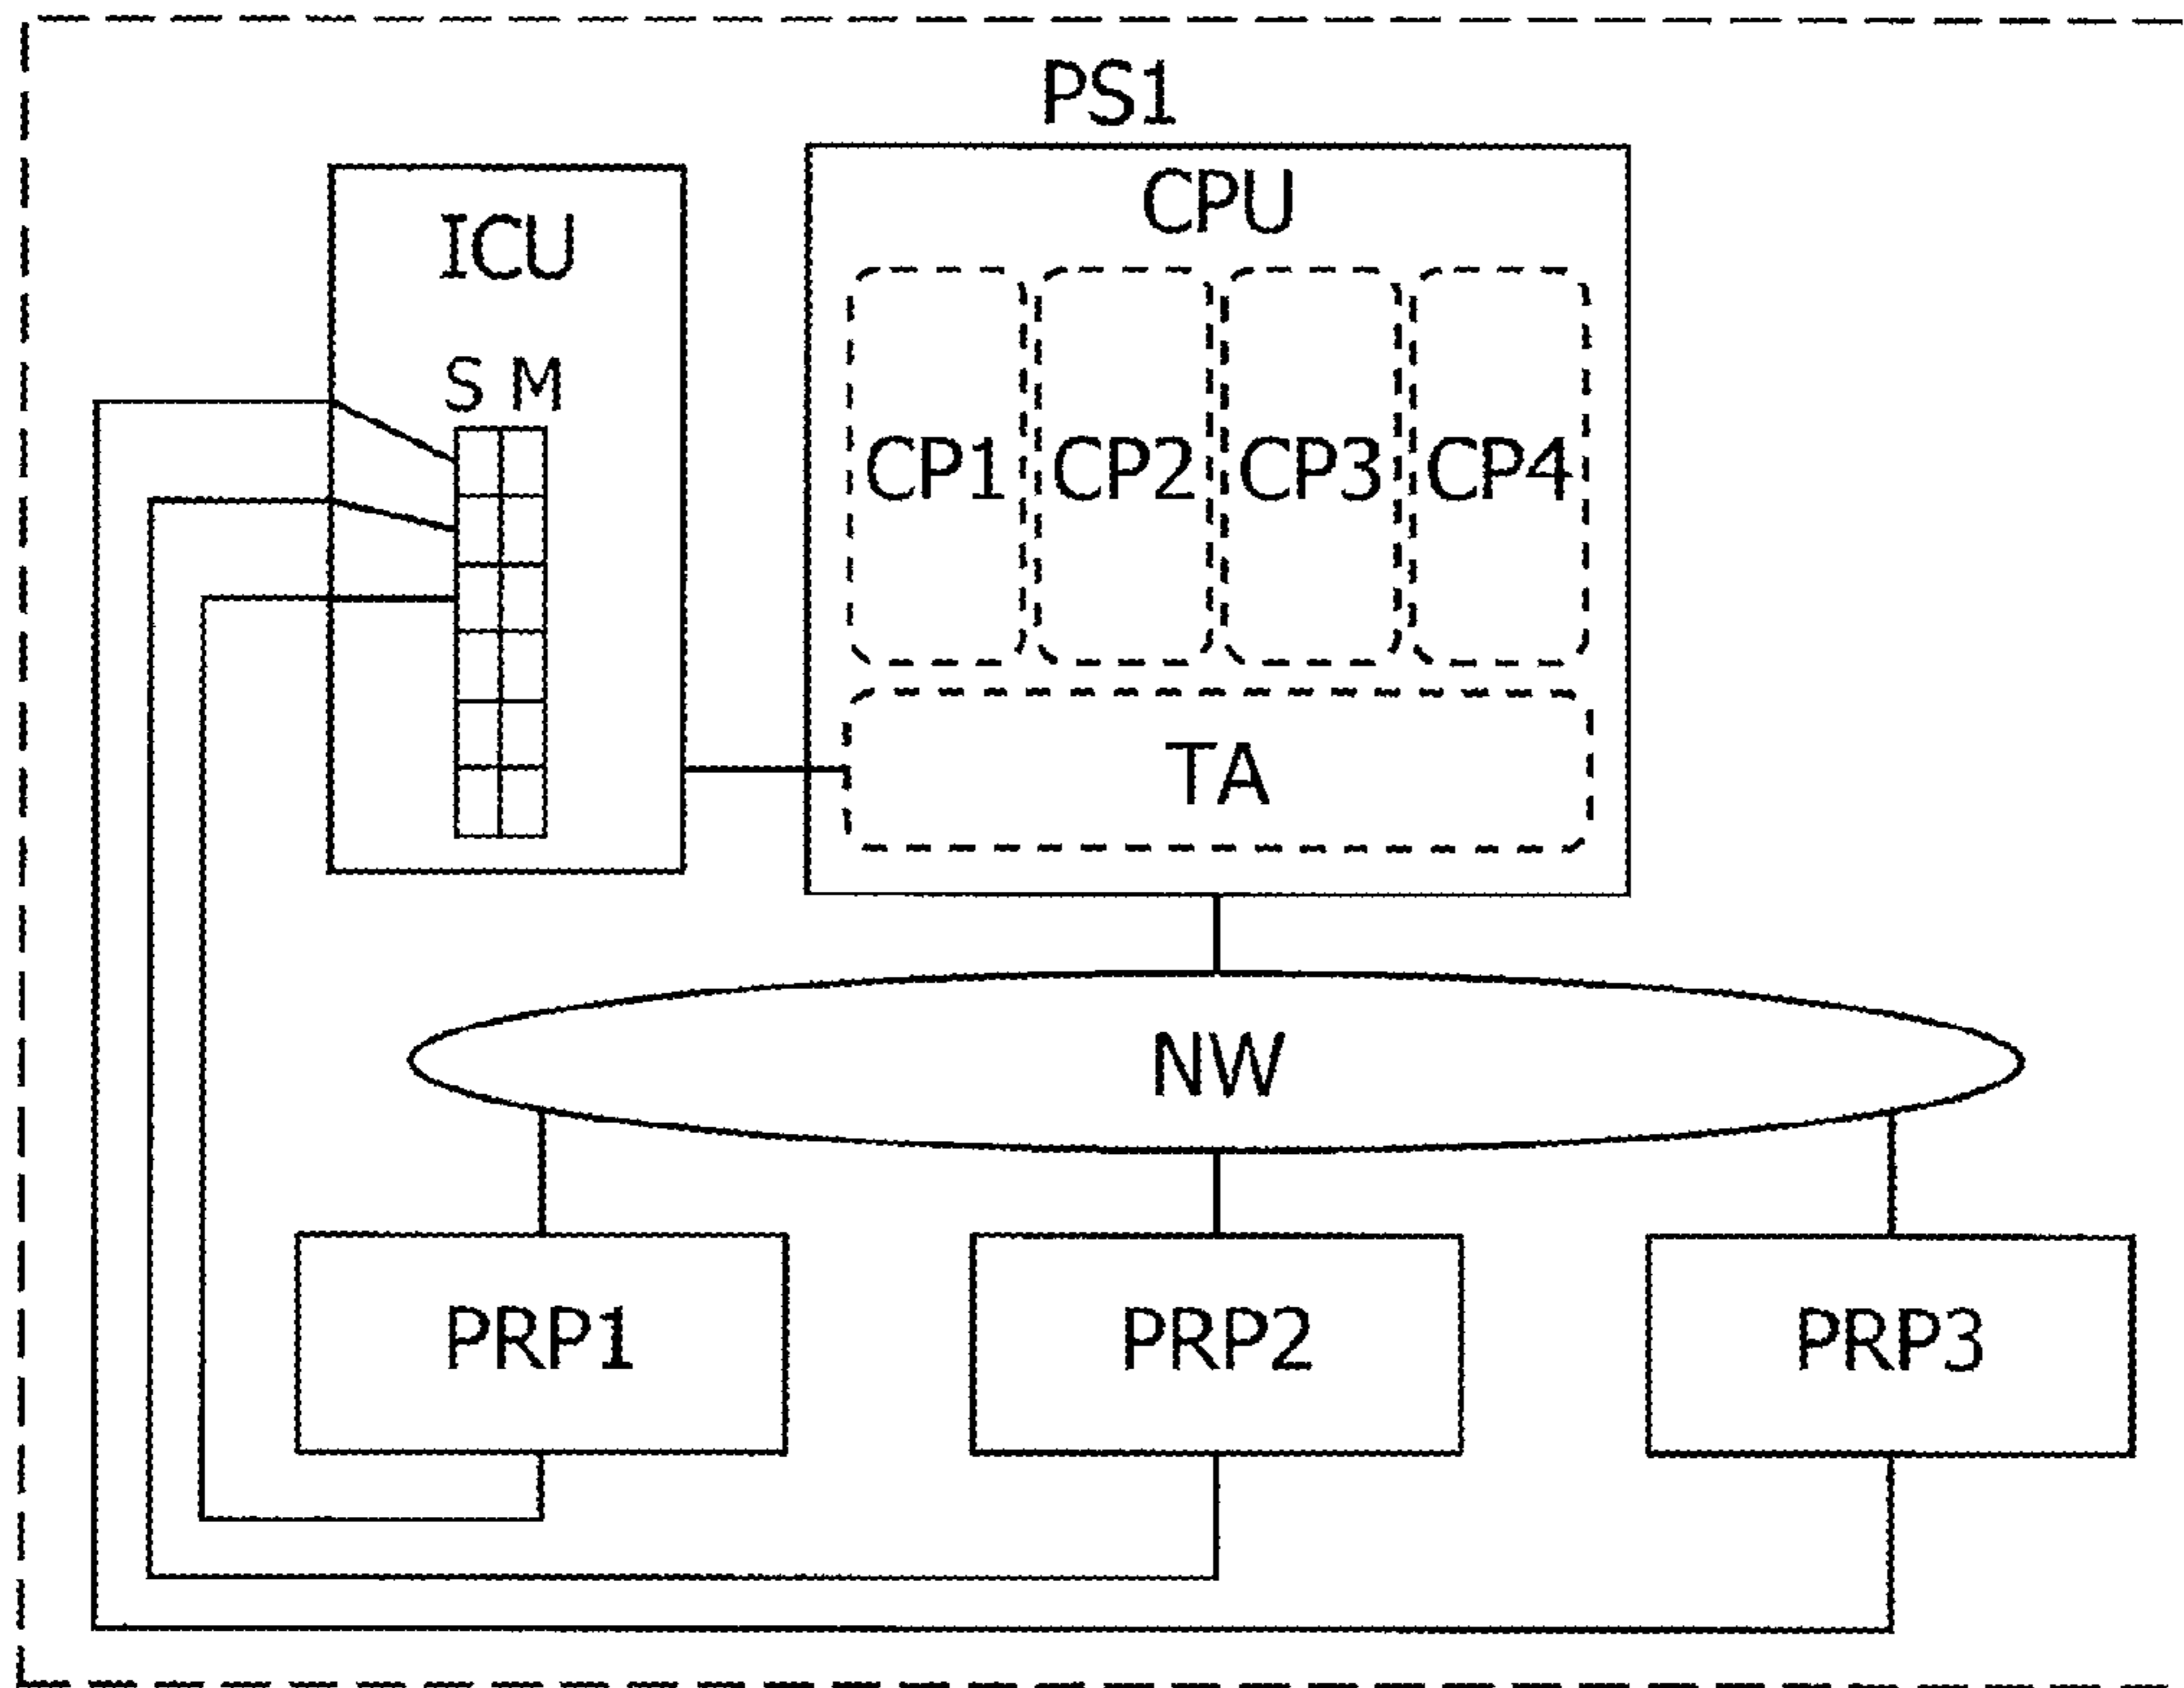 PS1
CPU
ICU
S M
CP1 CP2 CP3 CP4
TA
NW
PRP1 PRP2 PRP3